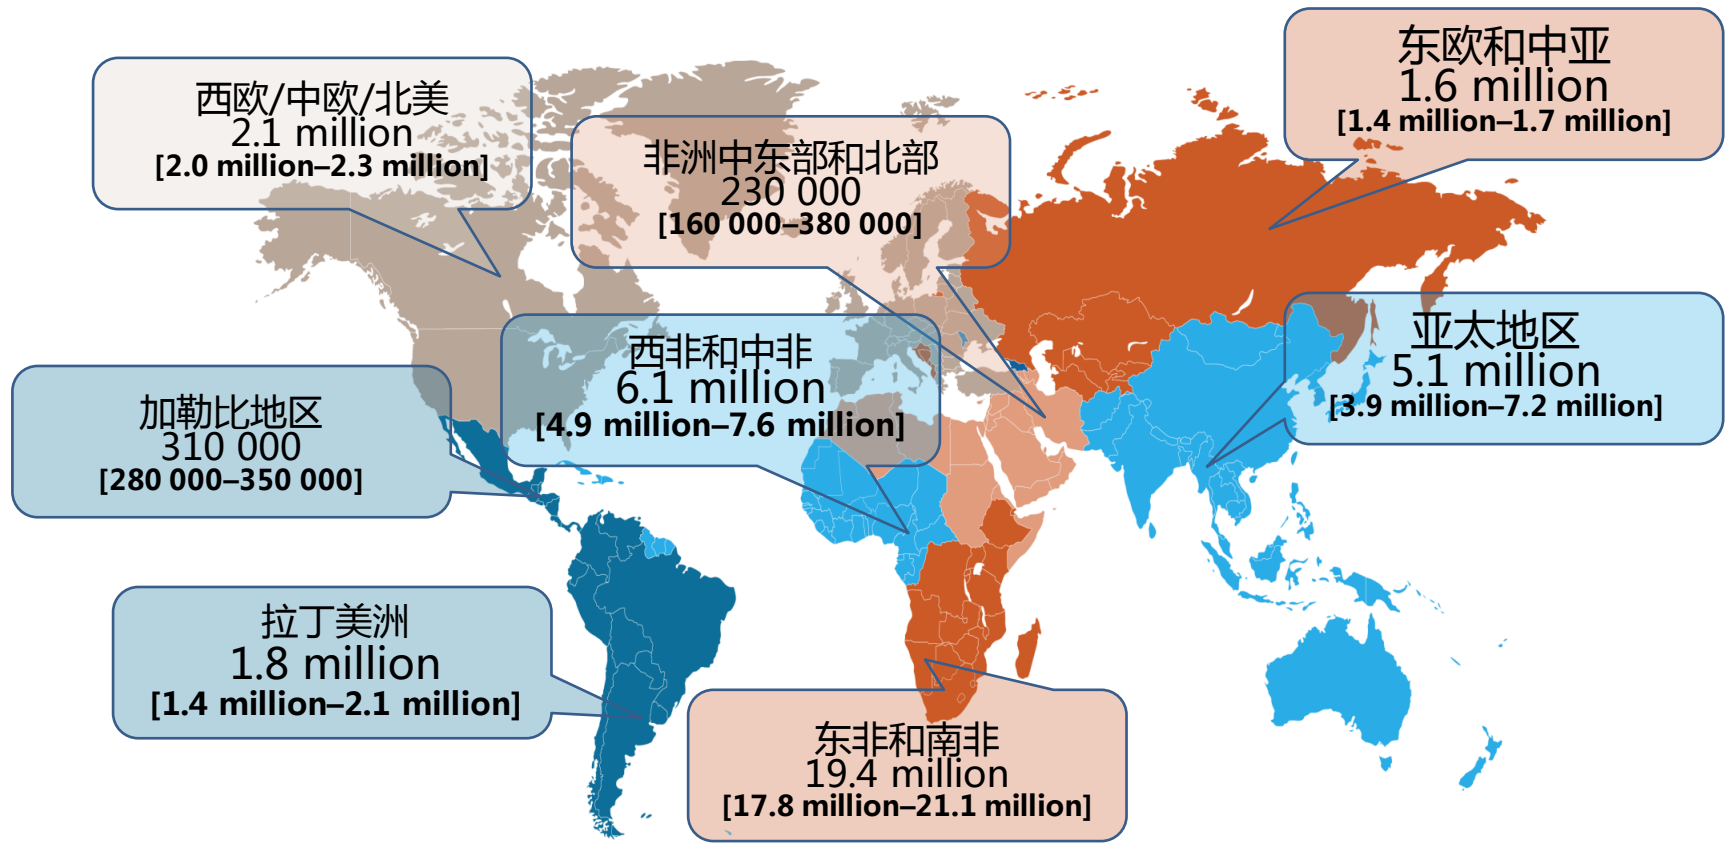 西欧/中欧/北美
2.1 million
[2.0 million–2.3 million]
非洲中东部和北部
230 000
[160 000–380 000]
东欧和中亚
1.6 million
[1.4 million–1.7 million]
加勒比地区
310 000
[280 000–350 000]
西非和中非
6.1 million
[4.9 million–7.6 million]
亚太地区
5.1 million
[3.9 million–7.2 million]
拉丁美洲
1.8 million
[1.4 million–2.1 million]
东非和南非
19.4 million
[17.8 million–21.1 million]